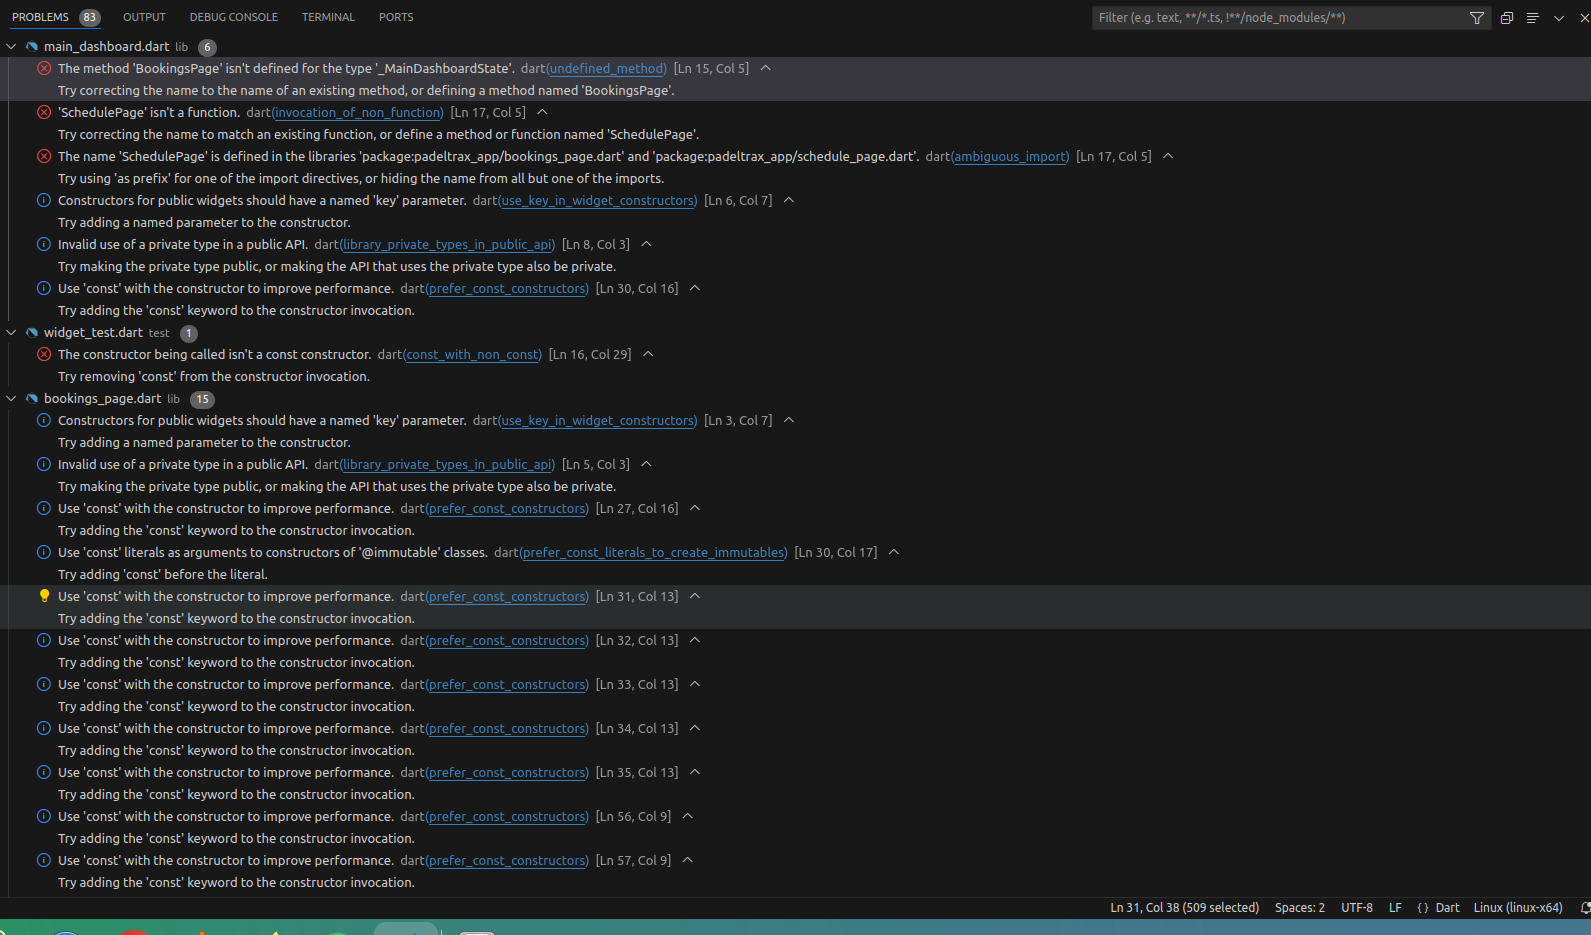 PROBLEMS 83 OUTPUT DEBUG CONSOLE TERMINAL PORTS Filter (e.g. text, **/*.ts, !**/node_modules/**)
main_dashboard.dart lib 6
The method 'BookingsPage' isn't defined for the type '_MainDashboardState'. dart(undefined_method) [Ln 15, Col 5]
Try correcting the name to the name of an existing method, or defining a method named 'BookingsPage'.
'SchedulePage' isn't a function. dart(invocation_of_non_function) [Ln 17, Col 5]
Try correcting the name to match an existing function, or define a method or function named 'SchedulePage'.
The name 'SchedulePage' is defined in the libraries 'package:padeltrax_app/bookings_page.dart' and 'package:padeltrax_app/schedule_page.dart'. dart(ambiguous_import) [Ln 17, Col 5]
Try using 'as prefix' for one of the import directives, or hiding the name from all but one of the imports.
Constructors for public widgets should have a named 'key' parameter. dart(use_key_in_widget_constructors) [Ln 6, Col 7]
Try adding a named parameter to the constructor.
Invalid use of a private type in a public API. dart(library_private_types_in_public_api) [Ln 8, Col 3]
Try making the private type public, or making the API that uses the private type also be private.
Use 'const' with the constructor to improve performance. dart(prefer_const_constructors) [Ln 30, Col 16]
Try adding the 'const' keyword to the constructor invocation.
widget_test.dart test 1
The constructor being called isn't a const constructor. dart(const_with_non_const) [Ln 16, Col 29]
Try removing 'const' from the constructor invocation.
bookings_page.dart lib 15
Constructors for public widgets should have a named 'key' parameter. dart(use_key_in_widget_constructors) [Ln 3, Col 7]
Try adding a named parameter to the constructor.
Invalid use of a private type in a public API. dart(library_private_types_in_public_api) [Ln 5, Col 3]
Try making the private type public, or making the API that uses the private type also be private.
Use 'const' with the constructor to improve performance. dart(prefer_const_constructors) [Ln 27, Col 16]
Try adding the 'const' keyword to the constructor invocation.
Use 'const' literals as arguments to constructors of '@immutable' classes. dart(prefer_const_literals_to_create_immutables) [Ln 30, Col 17]
Try adding 'const' before the literal.
Use 'const' with the constructor to improve performance. dart(prefer_const_constructors) [Ln 31, Col 13]
Try adding the 'const' keyword to the constructor invocation.
Use 'const' with the constructor to improve performance. dart(prefer_const_constructors) [Ln 32, Col 13]
Try adding the 'const' keyword to the constructor invocation.
Use 'const' with the constructor to improve performance. dart(prefer_const_constructors) [Ln 33, Col 13]
Try adding the 'const' keyword to the constructor invocation.
Use 'const' with the constructor to improve performance. dart(prefer_const_constructors) [Ln 34, Col 13]
Try adding the 'const' keyword to the constructor invocation.
Use 'const' with the constructor to improve performance. dart(prefer_const_constructors) [Ln 35, Col 13]
Try adding the 'const' keyword to the constructor invocation.
Use 'const' with the constructor to improve performance. dart(prefer_const_constructors) [Ln 56, Col 9]
Try adding the 'const' keyword to the constructor invocation.
Use 'const' with the constructor to improve performance. dart(prefer_const_constructors) [Ln 57, Col 9]
Try adding the 'const' keyword to the constructor invocation.
Ln 31, Col 38 (509 selected) Spaces: 2 UTF-8 LF {} Dart Linux (linux-x64)